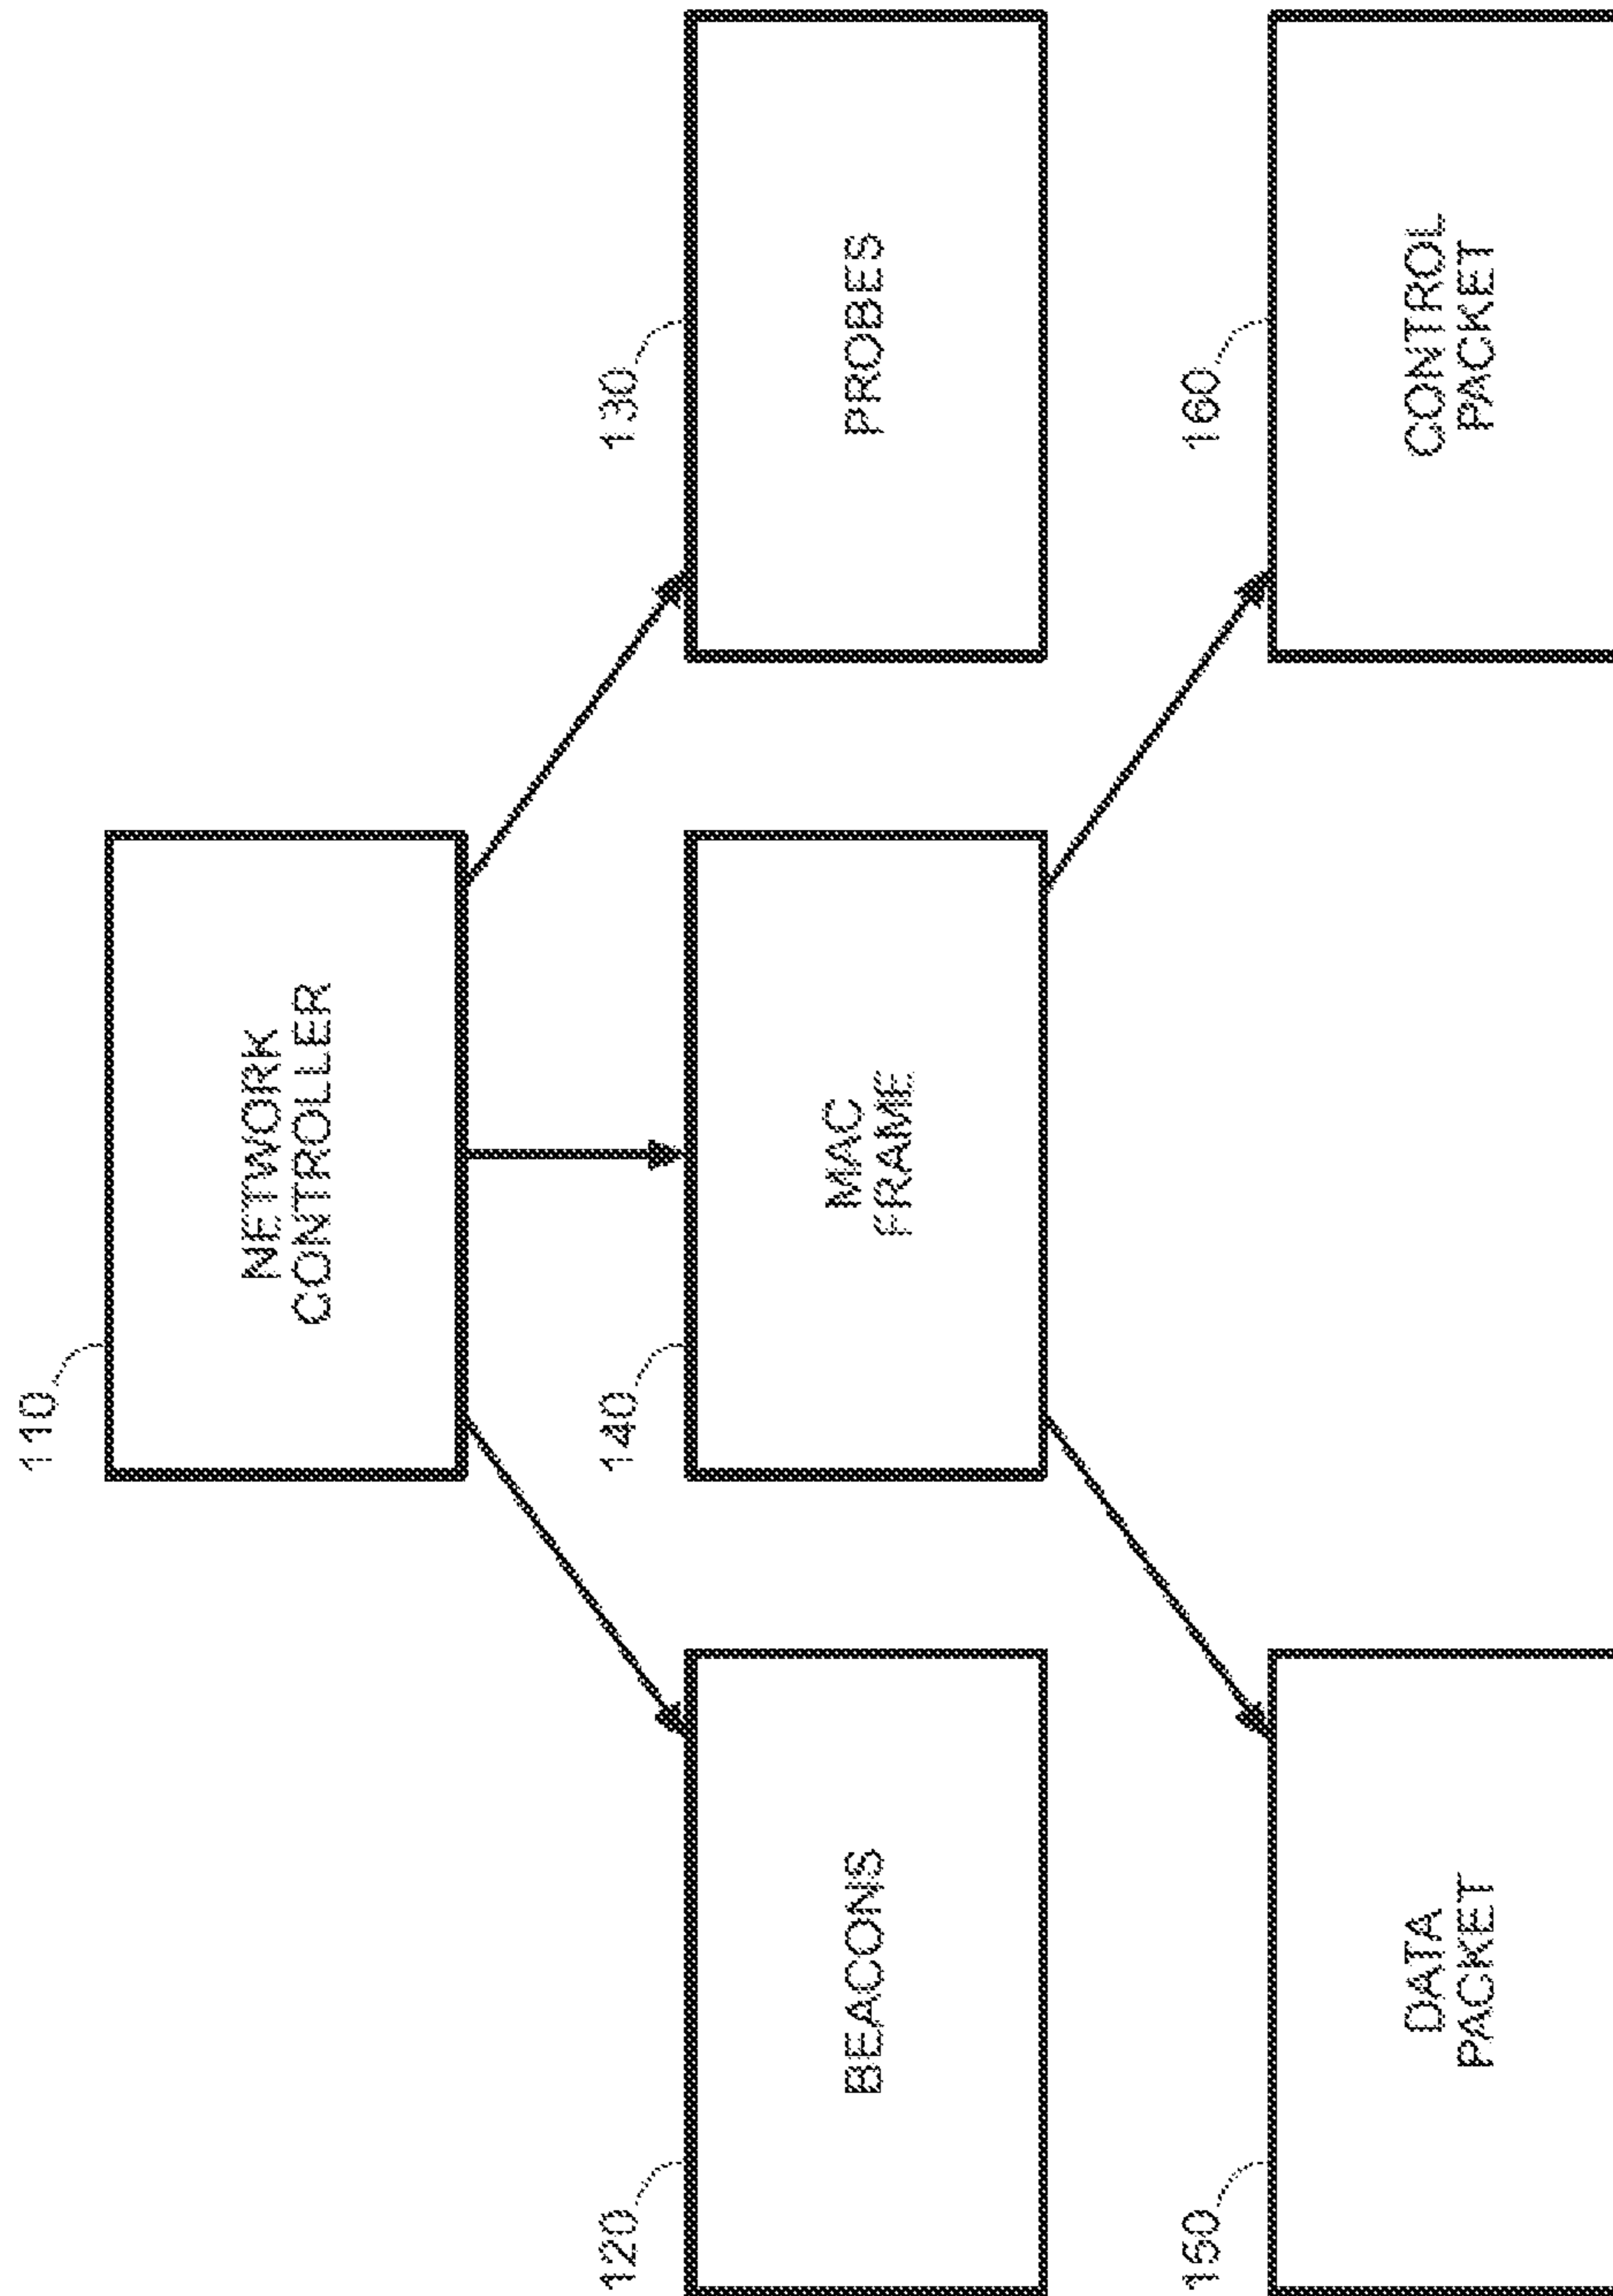 110
NETWORK
CONTROLLER
120
BEACONS
140
MAC
FRAME
130
PROBES
150
DATA
PACKET
160
CONTROL
PACKET